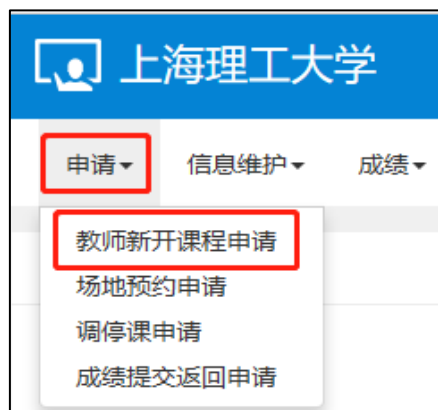 上海理工大学
申请 信息维护 成绩
教师新开课程申请
场地预约申请
调停课申请
成绩提交返回申请